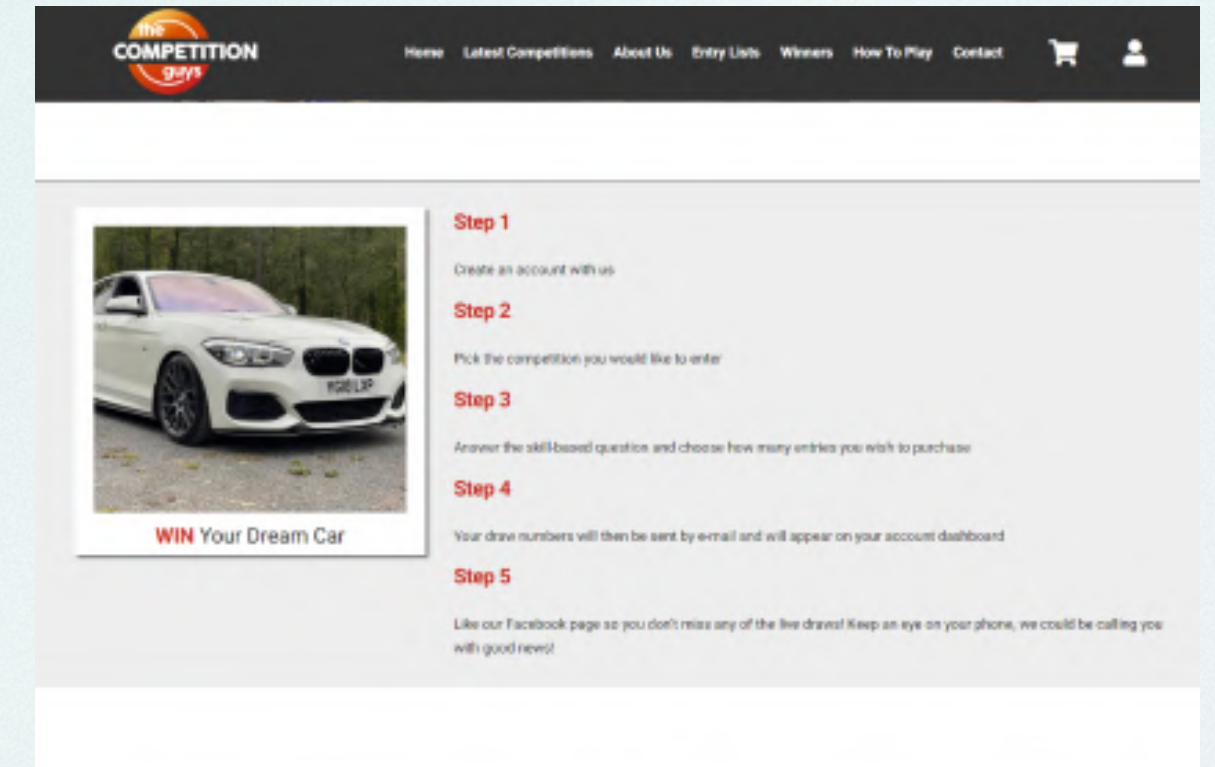 the
COMPETITION
guys
Home Latest Competitions About Us Entry Lists Winners How To Play Contact
Step 1
Create an account with us
Step 2
Pick the competition you would like to enter
Step 3
Answer the skill-based question and choose how many entries you wish to purchase
Step 4
WIN Your Dream Car
Your draw numbers will then be sent by e-mail and will appear on your account dashboard
Step 5
Like our Facebook page so you don't miss any of the live draws! Keep an eye on your phone, we could be calling you
with good news!